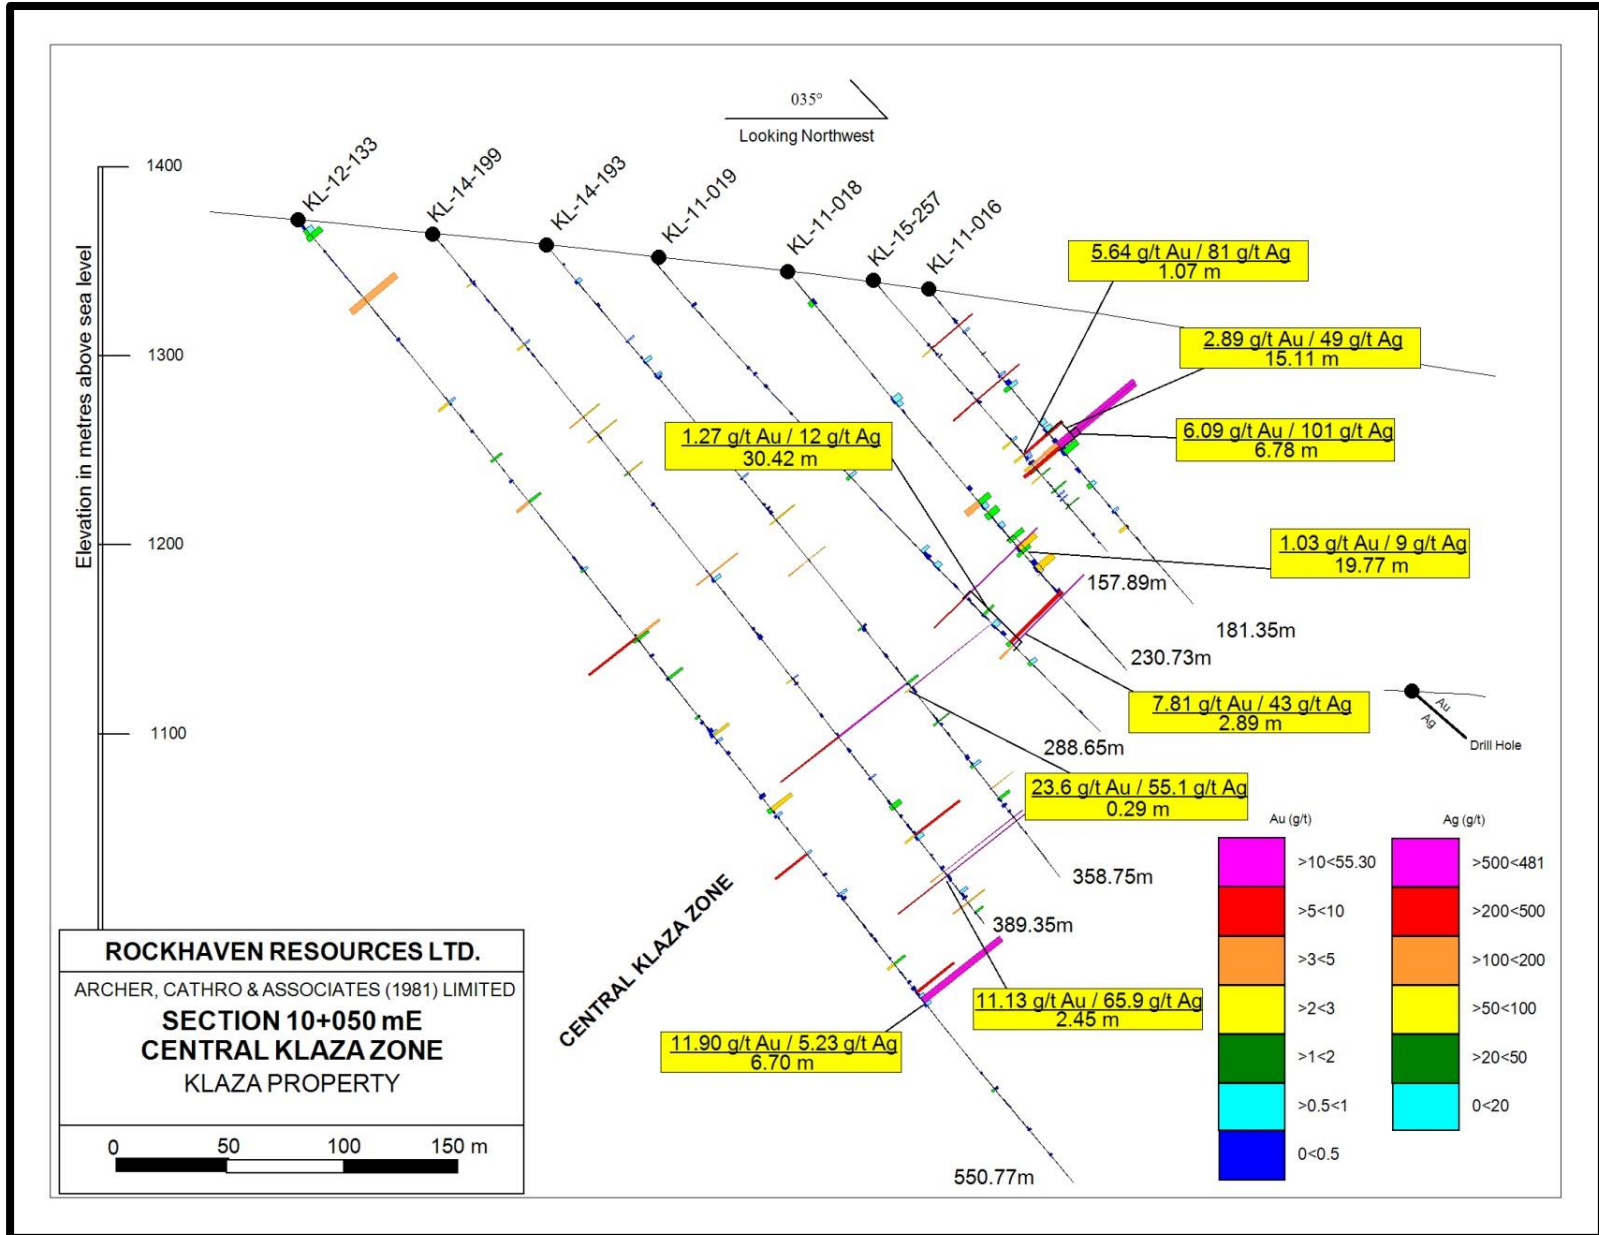 035°
Looking Northwest
KL-12-133
KL-14-199
KL-14-193
KL-11-019
KL-11-018
KL-15-257
KL-11-016
Elevation in metres above sea level
1400
1300
1200
1100
5.64 g/t Au / 81 g/t Ag
1.07 m
2.89 g/t Au / 49 g/t Ag
15.11 m
6.09 g/t Au / 101 g/t Ag
6.78 m
1.27 g/t Au / 12 g/t Ag
30.42 m
1.03 g/t Au / 9 g/t Ag
19.77 m
157.89m
181.35m
230.73m
7.81 g/t Au / 43 g/t Ag
2.89 m
288.65m
Au
Ag
Drill Hole
23.6 g/t Au / 55.1 g/t Ag
0.29 m
358.75m
389.35m
11.13 g/t Au / 65.9 g/t Ag
2.45 m
11.90 g/t Au / 5.23 g/t Ag
6.70 m
550.77m
CENTRAL KLAZA ZONE
Au (g/t)
>10<55.30
>5<10
>3<5
>2<3
>1<2
>0.5<1
0<0.5
Ag (g/t)
>500<481
>200<500
>100<200
>50<100
>20<50
0<20
ROCKHAVEN RESOURCES LTD.
ARCHER, CATHRO & ASSOCIATES (1981) LIMITED
SECTION 10+050 mE
CENTRAL KLAZA ZONE
KLAZA PROPERTY
0 50 100 150 m